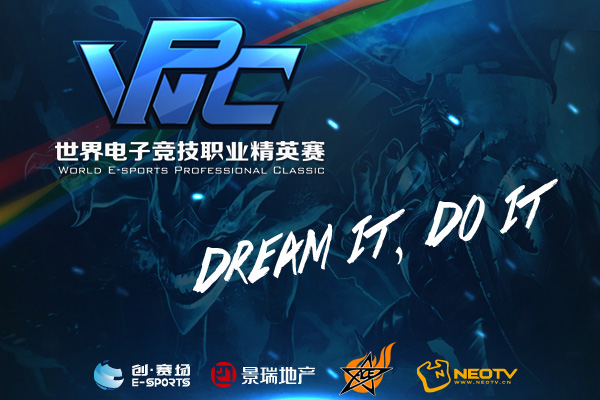 WPC
世界电子竞技职业精英赛
WORLD E-SPORTS PROFESSIONAL CLASSIC
DREAM IT, DO IT
创·赛场
E-SPORTS
景瑞地产
ACE
NEOTV
WWW.NEOTV.CN